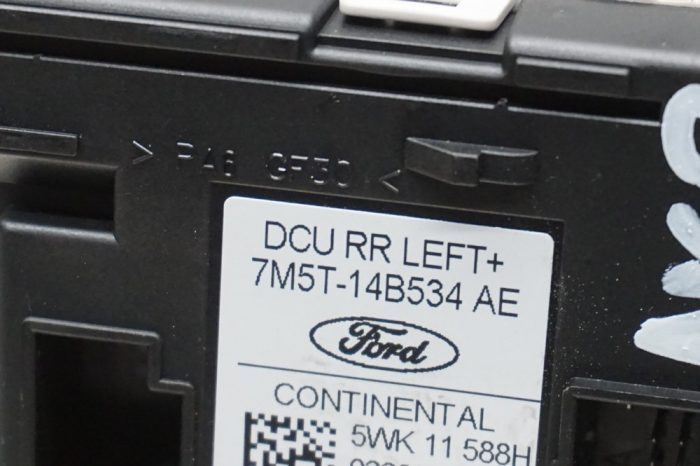 > PA6 GF30 <
DCU RR LEFT+
7M5T-14B534 AE
Ford
CONTINENTAL
5WK 11 588H